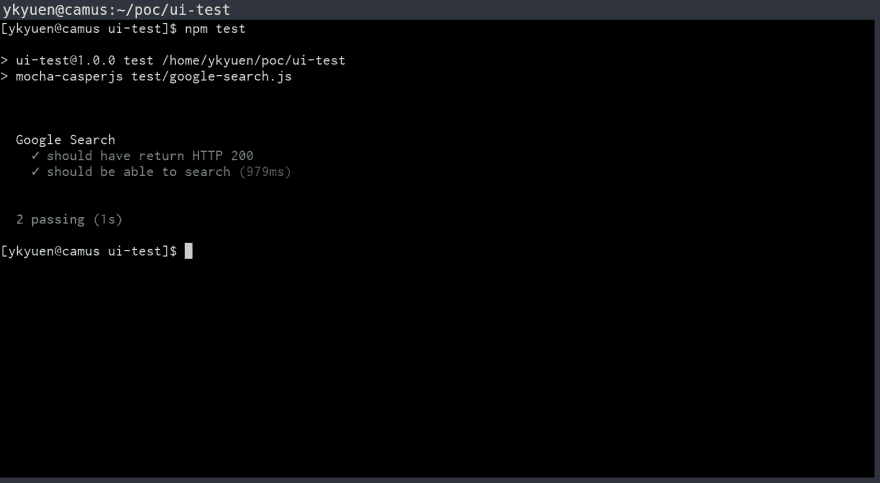 ykyuen@camus:~/poc/ui-test
[ykyuen@camus ui-test]$ npm test
> ui-test@1.0.0 test /home/ykyuen/poc/ui-test
> mocha-casperjs test/google-search.js
Google Search
✓ should have return HTTP 200
✓ should be able to search (979ms)
2 passing (1s)
[ykyuen@camus ui-test]$